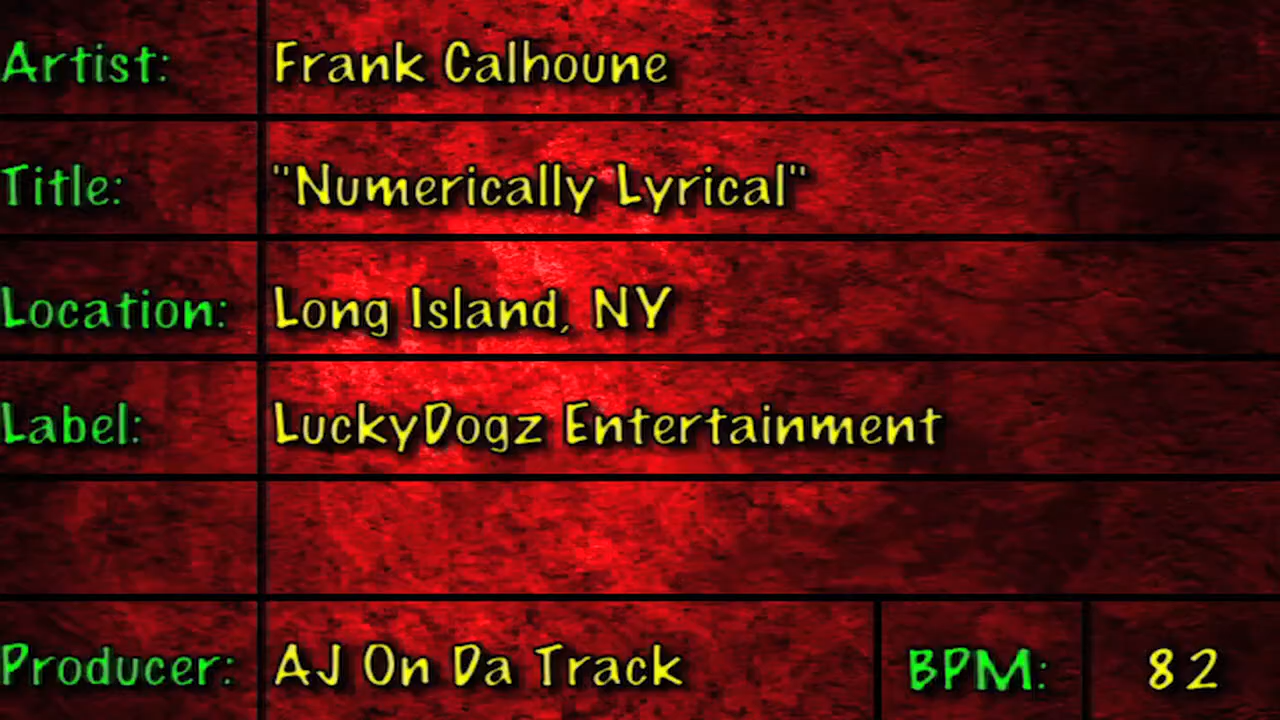 Artist: Frank Calhoune
Title: "Numerically Lyrical"
Location: Long Island, NY
Label: LuckyDogz Entertainment
Producer: AJ On Da Track BPM: 82